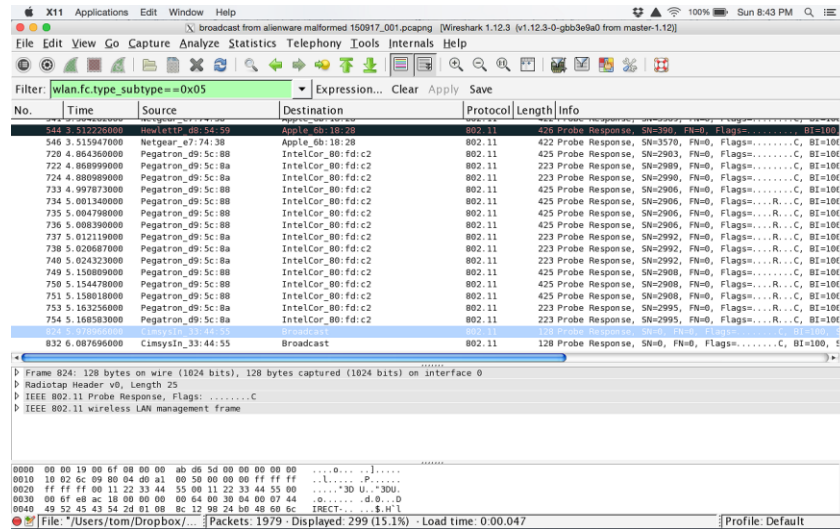 X11 Applications Edit Window Help 100% Sun 8:43 PM
broadcast from alienware malformed 150917_001.pcapng [Wireshark 1.12.3 (v1.12.3-0-gbb3e9a0 from master-1.12)]
File Edit View Go Capture Analyze Statistics Telephony Tools Internals Help
Filter: wlan.fc.type_subtype==0x05 Expression... Clear Apply Save
No. Time Source Destination Protocol Length Info
544 3.512226000 HewlettP_d8:54:59 Apple_6b:18:28 802.11 426 Probe Response, SN=390, FN=0, Flags=........., BI=100,
546 3.515947000 Netgear_e7:74:38 Apple_6b:18:28 802.11 422 Probe Response, SN=3570, FN=0, Flags=........C, BI=100
720 4.864360000 Pegatron_d9:5c:88 IntelCor_80:fd:c2 802.11 425 Probe Response, SN=2903, FN=0, Flags=........C, BI=100
722 4.868999000 Pegatron_d9:5c:8a IntelCor_80:fd:c2 802.11 223 Probe Response, SN=2989, FN=0, Flags=........C, BI=100
724 4.880989000 Pegatron_d9:5c:8a IntelCor_80:fd:c2 802.11 223 Probe Response, SN=2990, FN=0, Flags=........C, BI=100
733 4.997873000 Pegatron_d9:5c:88 IntelCor_80:fd:c2 802.11 425 Probe Response, SN=2906, FN=0, Flags=........C, BI=100
734 5.001340000 Pegatron_d9:5c:88 IntelCor_80:fd:c2 802.11 425 Probe Response, SN=2906, FN=0, Flags=....R...C, BI=100
735 5.004798000 Pegatron_d9:5c:88 IntelCor_80:fd:c2 802.11 425 Probe Response, SN=2906, FN=0, Flags=....R...C, BI=100
736 5.008390000 Pegatron_d9:5c:88 IntelCor_80:fd:c2 802.11 425 Probe Response, SN=2906, FN=0, Flags=....R...C, BI=100
737 5.012119000 Pegatron_d9:5c:8a IntelCor_80:fd:c2 802.11 223 Probe Response, SN=2992, FN=0, Flags=........C, BI=100
738 5.020687000 Pegatron_d9:5c:8a IntelCor_80:fd:c2 802.11 223 Probe Response, SN=2992, FN=0, Flags=....R...C, BI=100
740 5.024323000 Pegatron_d9:5c:8a IntelCor_80:fd:c2 802.11 223 Probe Response, SN=2992, FN=0, Flags=....R...C, BI=100
749 5.150809000 Pegatron_d9:5c:88 IntelCor_80:fd:c2 802.11 425 Probe Response, SN=2908, FN=0, Flags=........C, BI=100
750 5.154478000 Pegatron_d9:5c:88 IntelCor_80:fd:c2 802.11 425 Probe Response, SN=2908, FN=0, Flags=....R...C, BI=100
751 5.158018000 Pegatron_d9:5c:88 IntelCor_80:fd:c2 802.11 425 Probe Response, SN=2908, FN=0, Flags=....R...C, BI=100
753 5.163256000 Pegatron_d9:5c:8a IntelCor_80:fd:c2 802.11 223 Probe Response, SN=2995, FN=0, Flags=....R...C, BI=100
754 5.168583000 Pegatron_d9:5c:8a IntelCor_80:fd:c2 802.11 223 Probe Response, SN=2995, FN=0, Flags=....R...C, BI=100
824 5.978966000 CimsysIn_33:44:55 Broadcast 128 Probe Response, SN=0, FN=0, Flags=........C, BI=100, S
832 6.087696000 CimsysIn_33:44:55 Broadcast 802.11 128 Probe Response, SN=0, FN=0, Flags=........C, BI=100, S
Frame 824: 128 bytes on wire (1024 bits), 128 bytes captured (1024 bits) on interface 0
Radiotap Header v0, Length 25
IEEE 802.11 Probe Response, Flags: ........C
IEEE 802.11 wireless LAN management frame
0000 00 00 19 00 6f 08 00 00 ab d6 5d 00 00 00 00 00 ....o... ..].....
0010 10 02 6c 09 80 04 d0 a1 00 50 00 00 00 ff ff ff ..l..... .P......
0020 ff ff ff 00 11 22 33 44 55 00 11 22 33 44 55 00 ....."3D U.."3DU.
0030 00 6f e8 ac 18 00 00 00 00 64 00 30 04 00 07 44 .o...... .d.0...D
0040 49 52 45 43 54 2d 01 08 8c 12 98 24 b0 48 60 6c IRECT-.. ...$.H`l
File: "/Users/tom/Dropbox/... Packets: 1979 · Displayed: 299 (15.1%) · Load time: 0:00.047 Profile: Default